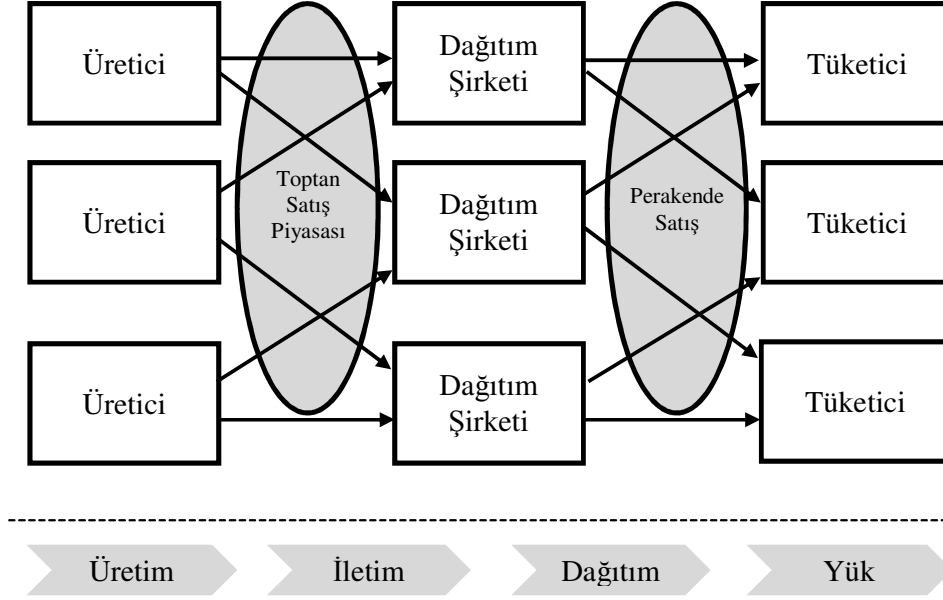 Üretici
Dağıtım
Şirketi
Tüketici
Toptan
Satış
Piyasası
Perakende
Satış
Üretici
Dağıtım
Şirketi
Tüketici
Üretici
Dağıtım
Şirketi
Tüketici
Üretim
İletim
Dağıtım
Yük